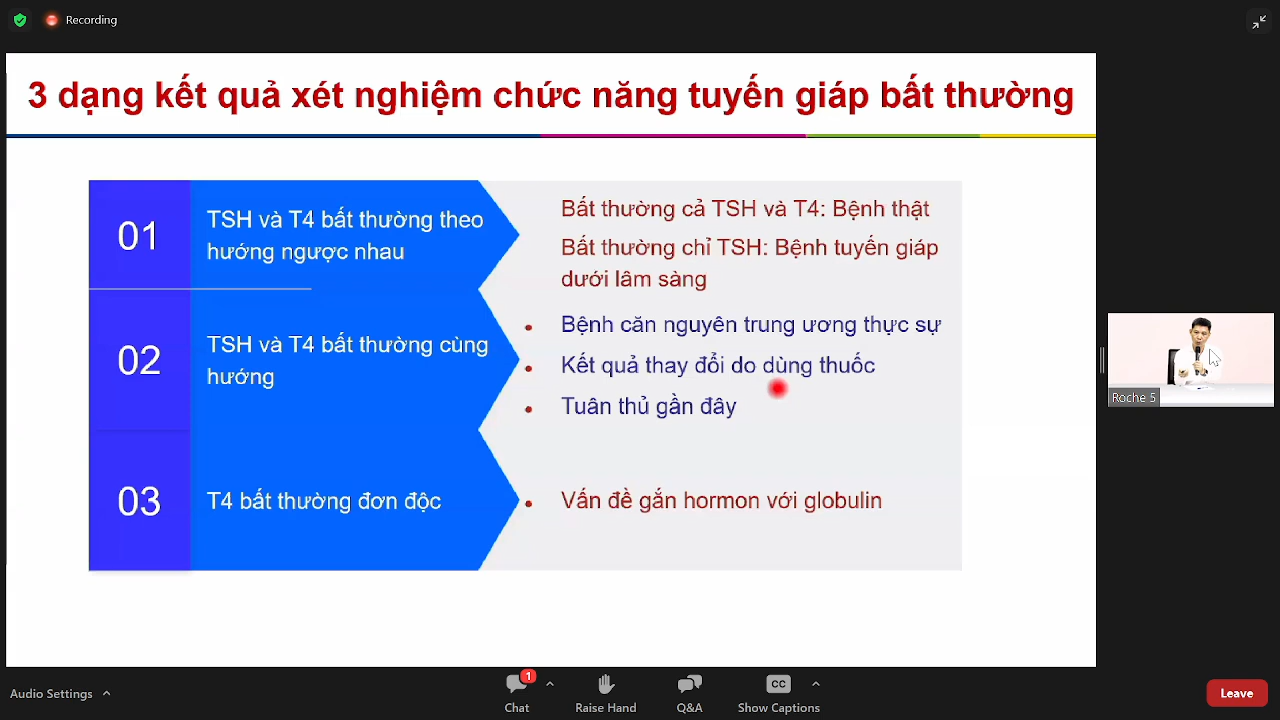 Recording
3 dạng kết quả xét nghiệm chức năng tuyến giáp bất thường
01
TSH và T4 bất thường theo
hướng ngược nhau
Bất thường cả TSH và T4: Bệnh thật
Bất thường chỉ TSH: Bệnh tuyến giáp
dưới lâm sàng
02
TSH và T4 bất thường cùng
hướng
• Bệnh căn nguyên trung ương thực sự
• Kết quả thay đổi do dùng thuốc
• Tuân thủ gần đây
03
T4 bất thường đơn độc
• Vấn đề gắn hormon với globulin
Roche 5
Audio Settings
1
Chat
Raise Hand
Q&A
CC
Show Captions
Leave